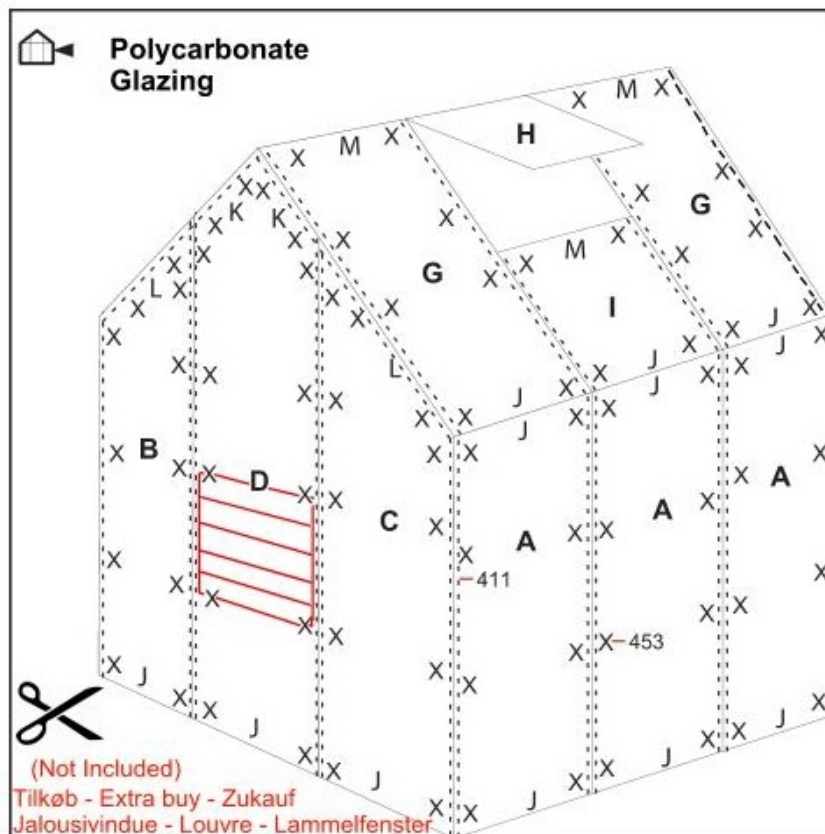 Polycarbonate
Glazing
M
H
M
G
K K
M
G
L
I
J
J
J
L
J
J
J
B
A
D
A
C
A
411
453
J
J
J
J
J
J
(Not Included)
Tilkøb - Extra buy - Zukauf
Jalousivindue - Louvre - Lammelfenster